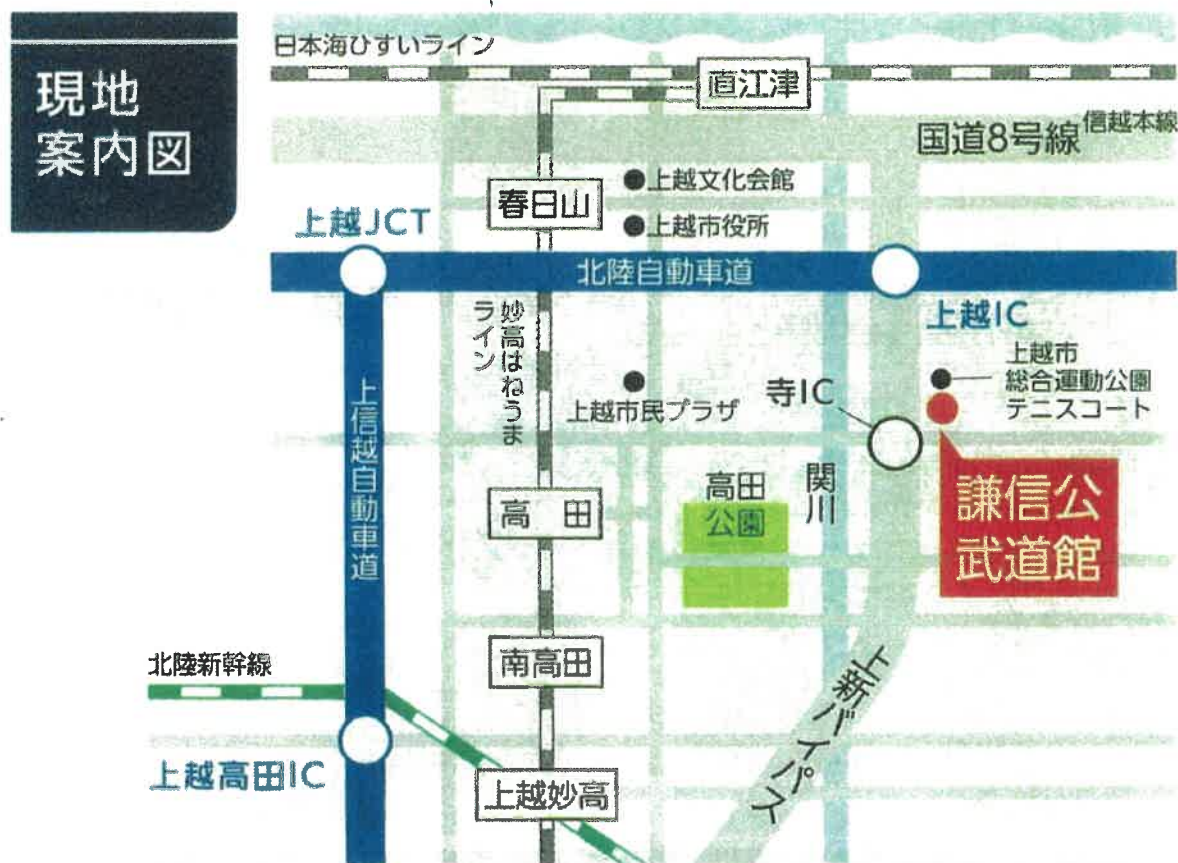 現地
案内図
日本海ひすいライン
直江津
国道8号線
信越本線
春日山
●上越文化会館
●上越市役所
上越JCT
北陸自動車道
上越IC
妙高はねうま
ライン
上越市
総合運動公園
テニスコート
上越市民プラザ
寺IC
上信越自動車道
高田
高田
公園
関川
謙信公
武道館
北陸新幹線
南高田
上新バイパス
上越高田IC
上越妙高